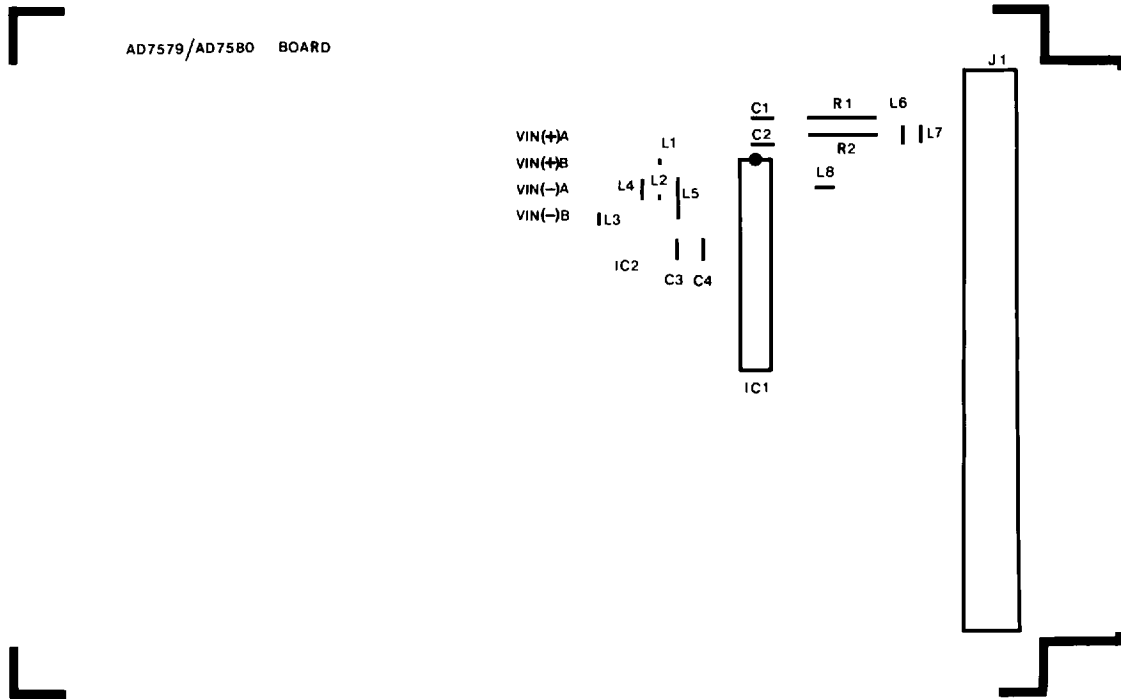 AD7579/AD7580 BOARD
J1
C1
R1
L6
VIN(+)A
C2
L7
L1
R2
VIN(+)B
L8
VIN(−)A
L4
L2
L5
VIN(−)B
L3
IC2
C3
C4
IC1